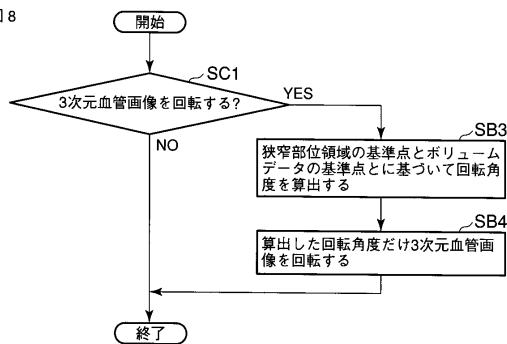 8
開始
SC1
3次元血管画像を回転する?
YES
NO
SB3
狭窄部位領域の基準点とボリューム
データの基準点とに基づいて回転角
度を算出する
SB4
算出した回転角度だけ3次元血管画
像を回転する
終了